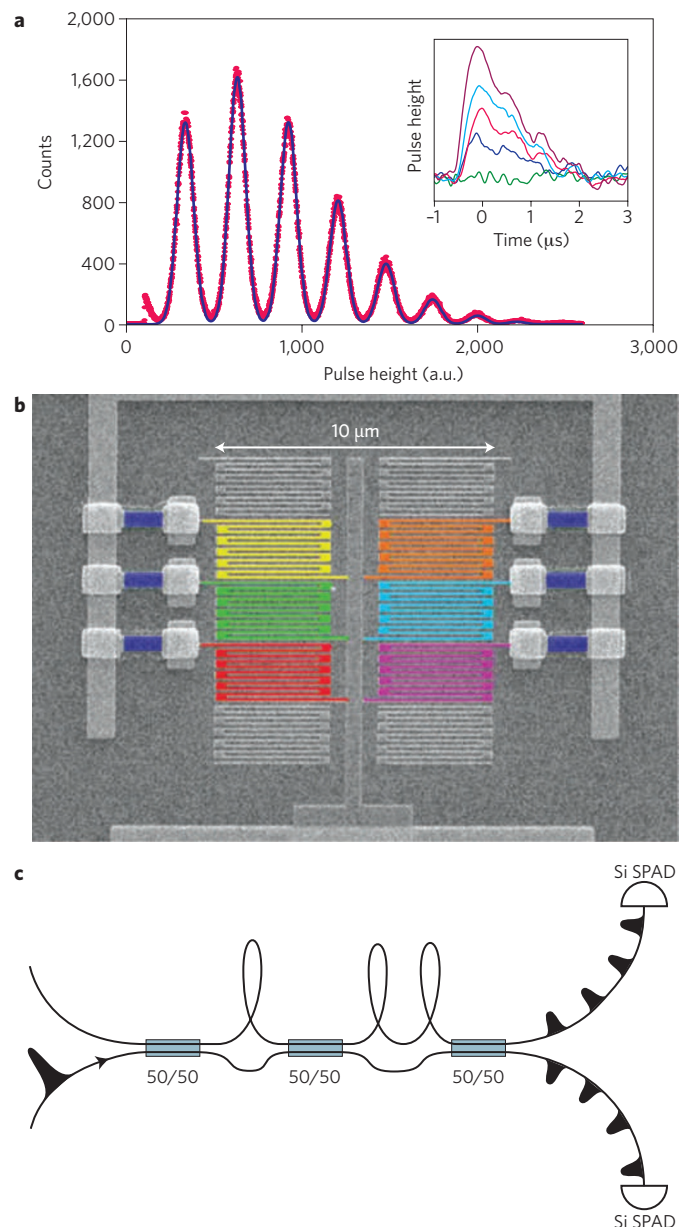 a
2,000
1,600
1,200
800
400
0
Counts
0
1,000
2,000
3,000
Pulse height (a.u.)
Pulse height
-1
0
1
2
3
Time (μs)
b
10 μm
c
Si SPAD
50/50
50/50
50/50
Si SPAD